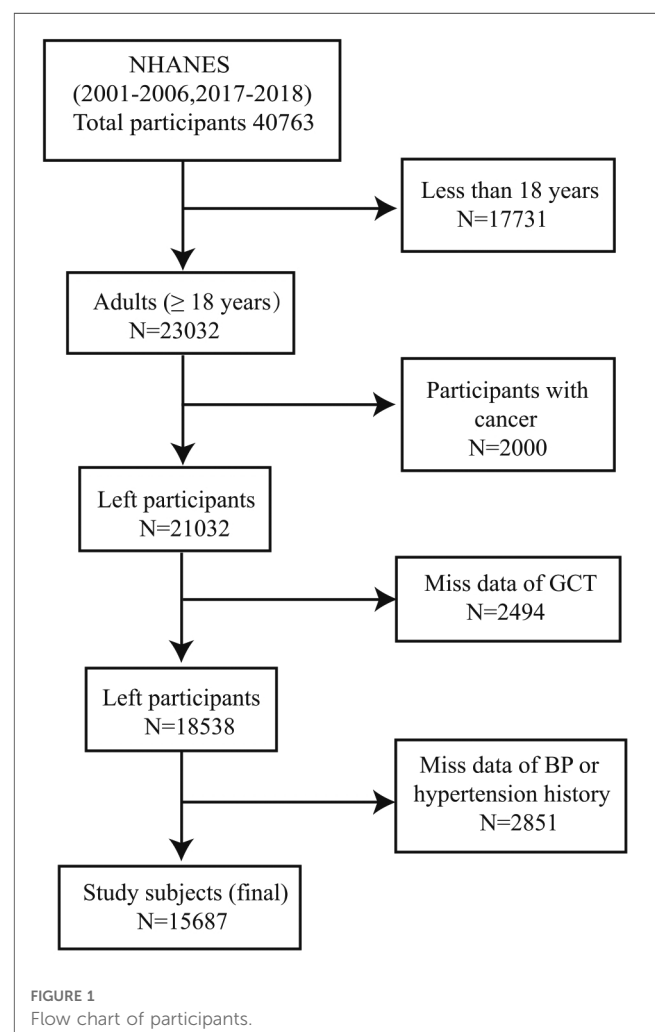 NHANES
(2001-2006,2017-2018)
Total participants 40763
Less than 18 years
N=17731
Adults (≥ 18 years)
N=23032
Participants with
cancer
N=2000
Left participants
N=21032
Miss data of GCT
N=2494
Left participants
N=18538
Miss data of BP or
hypertension history
N=2851
Study subjects (final)
N=15687
FIGURE 1
Flow chart of participants.